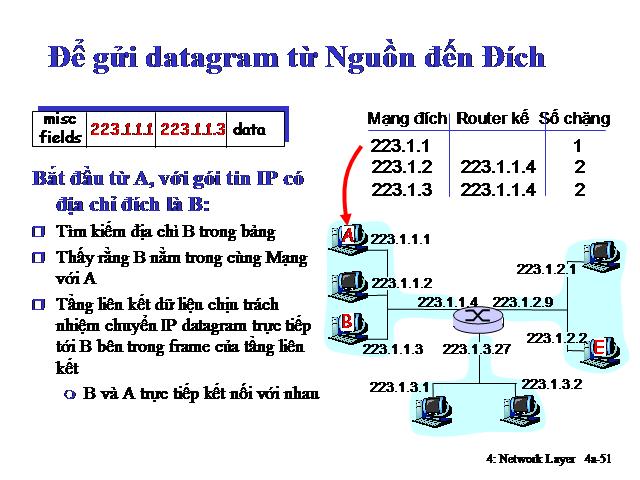 Để gửi datagram từ Nguồn đến Đích
misc
fields
223.1.1.1
223.1.1.3
data
Mạng đích
Router kế
Số chặng
223.1.1
1
223.1.2
223.1.1.4
2
223.1.3
223.1.1.4
2
Bắt đầu từ A, với gói tin IP có
địa chỉ đích là B:
Tìm kiếm địa chỉ B trong bảng
Thấy rằng B nằm trong cùng Mạng
với A
Tầng liên kết dữ liệu chịu trách
nhiệm chuyển IP datagram trực tiếp
tới B bên trong frame của tầng liên
kết
B và A trực tiếp kết nối với nhau
A
223.1.1.1
223.1.1.2
B
223.1.1.3
223.1.1.4
223.1.2.9
223.1.2.1
223.1.2.2
E
223.1.3.27
223.1.3.1
223.1.3.2
4: Network Layer 4a-51